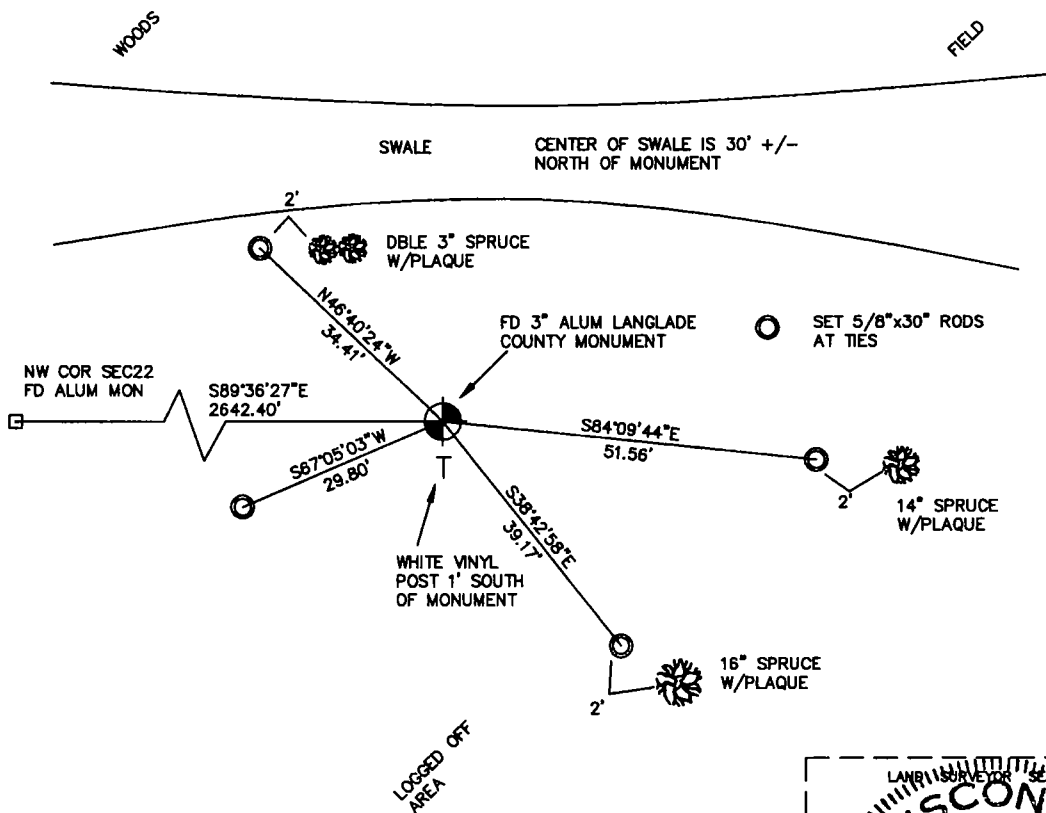 WOODS
FIELD
SWALE
CENTER OF SWALE IS 30' +/-
NORTH OF MONUMENT
2'
DBLE 3" SPRUCE
W/PLAQUE
N46°40'24"W
34.41'
FD 3" ALUM LANGLADE
COUNTY MONUMENT
SET 5/8"x30" RODS
AT TIES
NW COR SEC22
FD ALUM MON
S89°36'27"E
2642.40'
S84°09'44"E
51.56'
S67°05'03"W
29.80'
T
2'
14" SPRUCE
W/PLAQUE
S38°42'58"E
39.17'
WHITE VINYL
POST 1' SOUTH
OF MONUMENT
16" SPRUCE
W/PLAQUE
2'
LOGGED OFF
AREA
LAND SURVEYOR SE
SCON